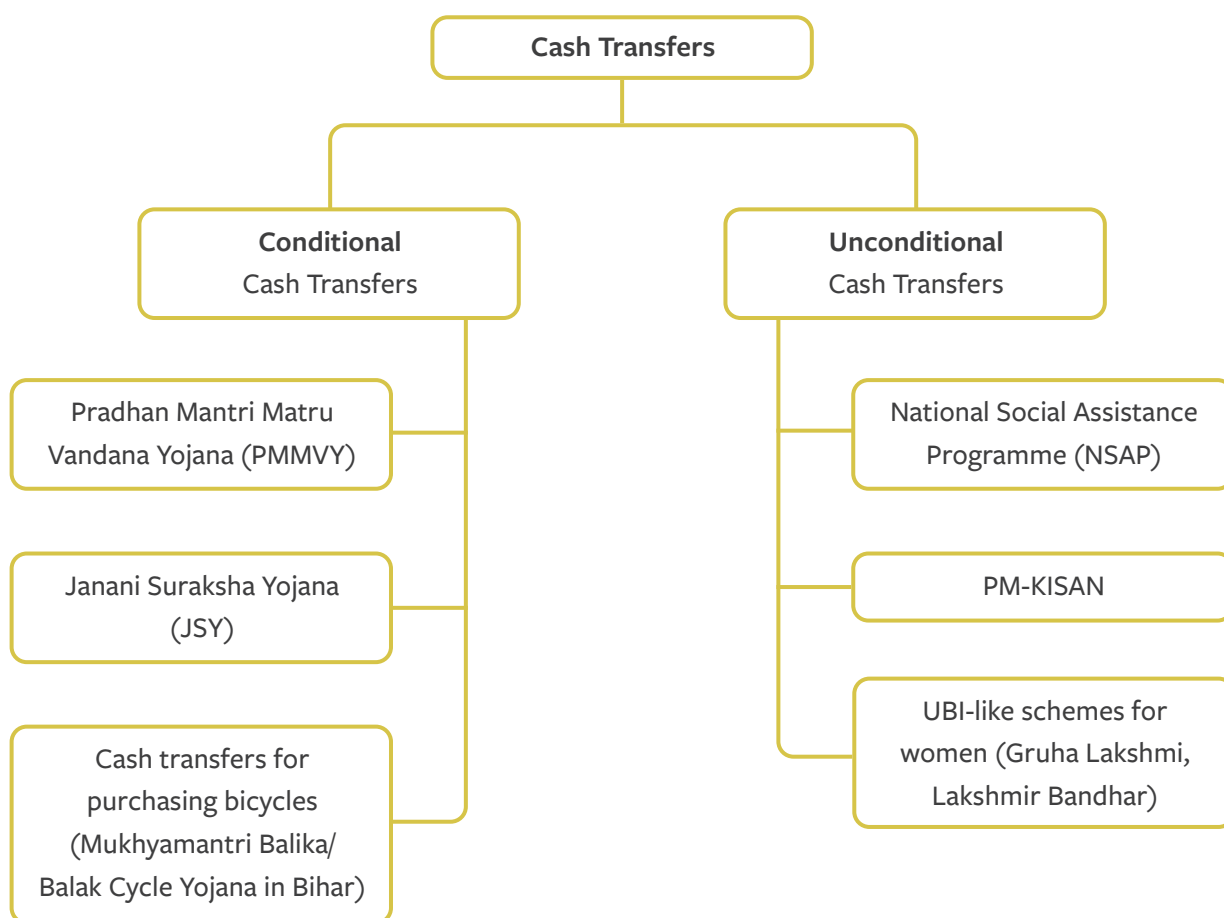 Cash Transfers
Conditional
Cash Transfers
Pradhan Mantri Matru
Vandana Yojana (PMMVY)
Janani Suraksha Yojana
(JSY)
Cash transfers for
purchasing bicycles
(Mukhyamantri Balika/
Balak Cycle Yojana in Bihar)
Unconditional
Cash Transfers
National Social Assistance
Programme (NSAP)
PM-KISAN
UBI-like schemes for
women (Gruha Lakshmi,
Lakshmir Bandhar)